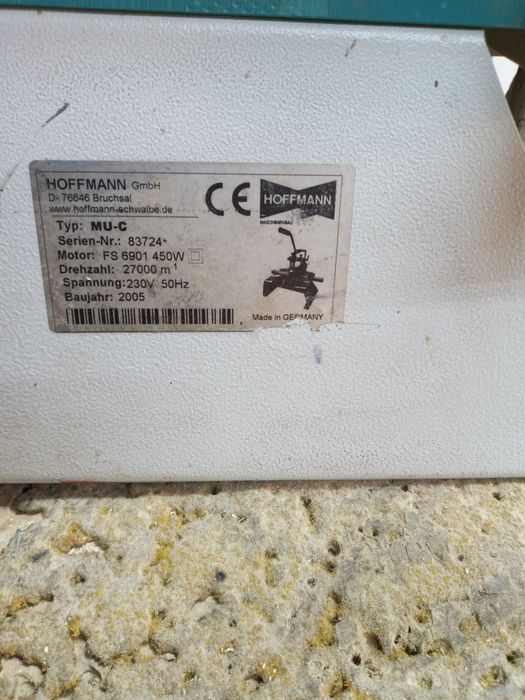 HOFFMANN GmbH
D- 76646 Bruchsal
www.hoffmann-schwalbe.de
CE
HOFFMANN
MASCHINENBAU
Typ: MU-C
Serien-Nr.: 83724
Motor: FS 6901 450W
Drehzahl: 27000 m¹
Spannung:230V 50Hz
Baujahr: 2005
Made in GERMANY